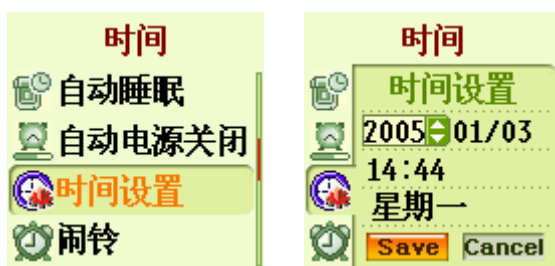 时间
自动睡眠
自动电源关闭
时间设置
闹铃
时间
时间设置
2005 01/03
14:44
星期一
Save Cancel